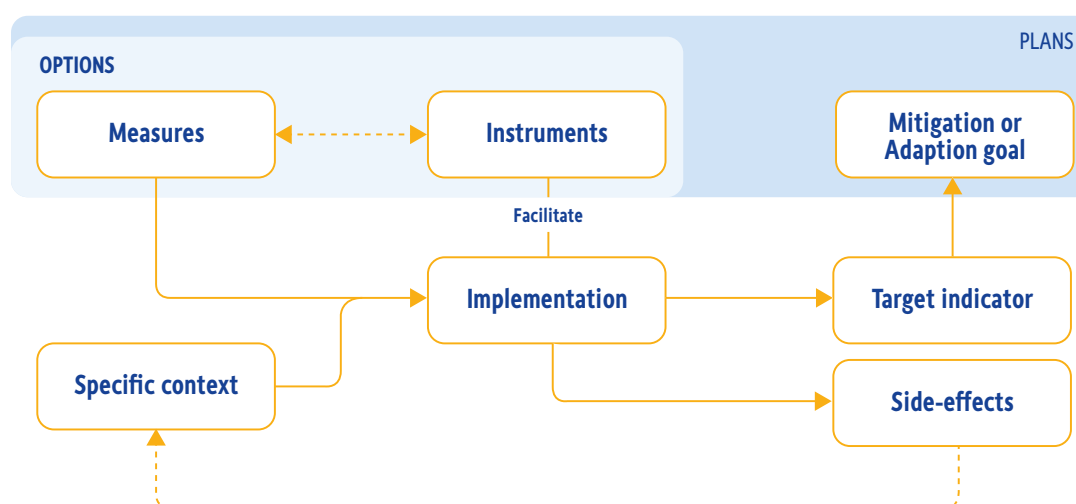 PLANS
OPTIONS
Measures
Instruments
Mitigation or
Adaption goal
Facilitate
Implementation
Target indicator
Specific context
Side-effects